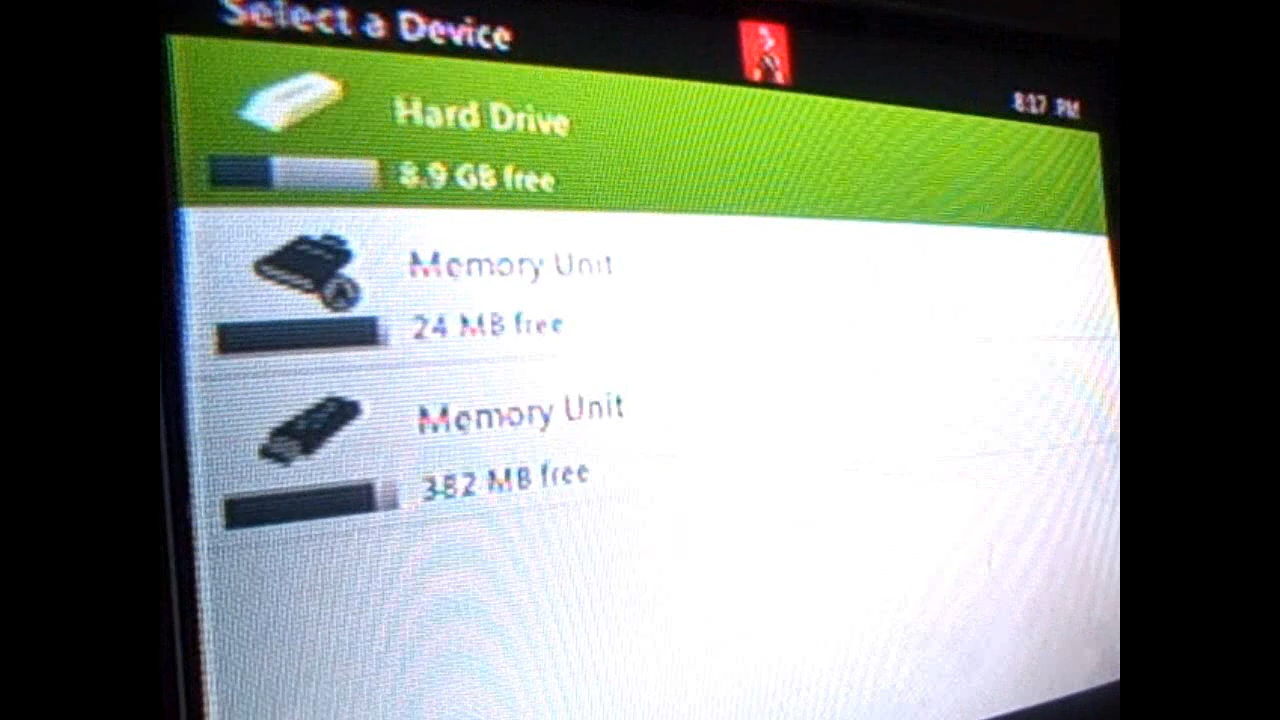 Select a Device
8:17 PM
Hard Drive
8.9 GB free
Memory Unit
24 MB free
Memory Unit
382 MB free